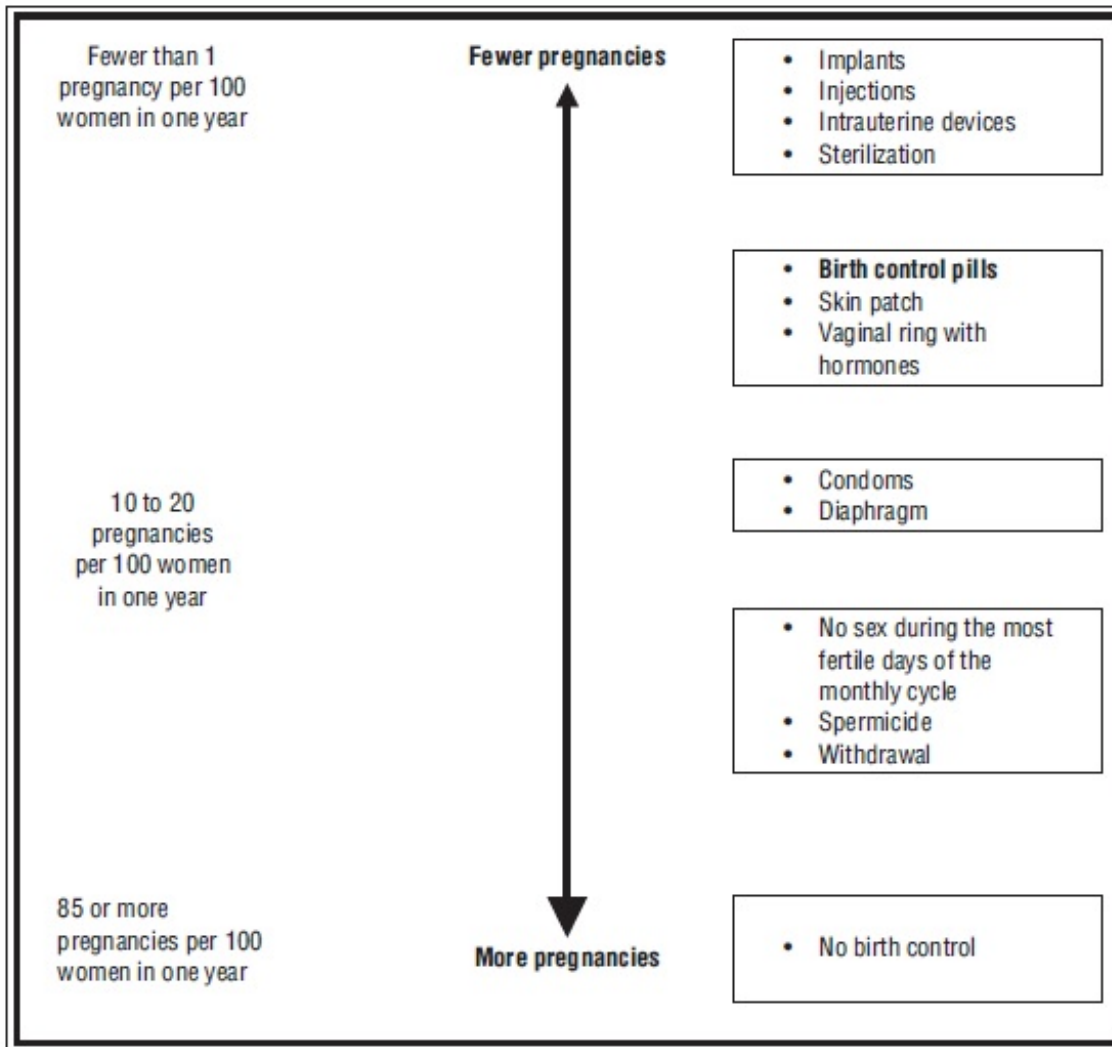 Fewer than 1
pregnancy per 100
women in one year
Fewer pregnancies
• Implants
• Injections
• Intrauterine devices
• Sterilization
• Birth control pills
• Skin patch
• Vaginal ring with
hormones
10 to 20
pregnancies
per 100 women
in one year
• Condoms
• Diaphragm
• No sex during the most
fertile days of the
monthly cycle
• Spermicide
• Withdrawal
85 or more
pregnancies per 100
women in one year
More pregnancies
• No birth control